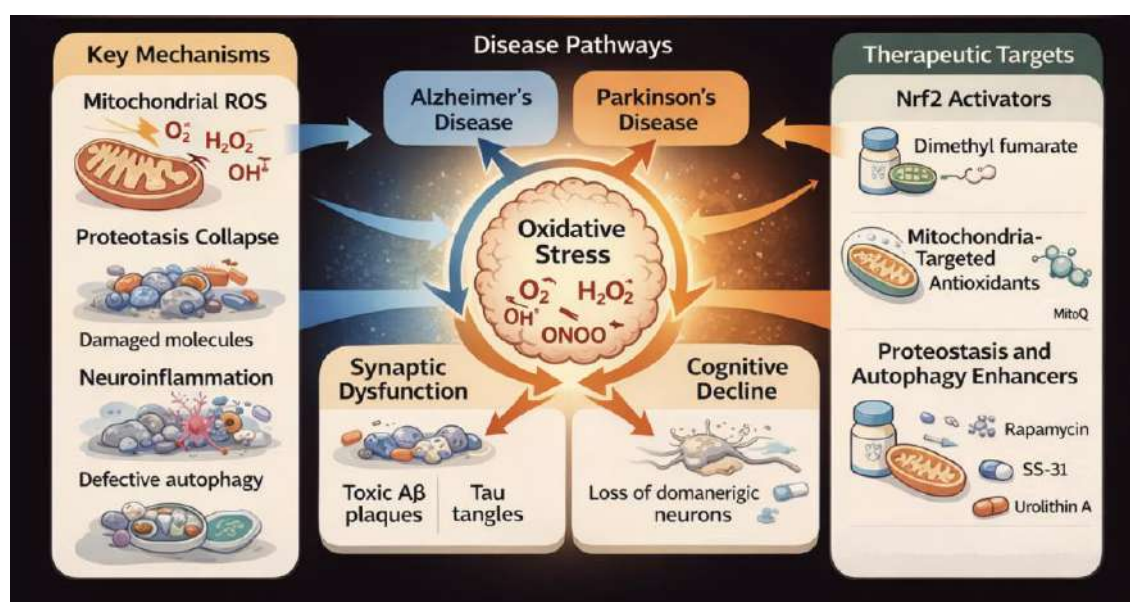 Key Mechanisms
Mitochondrial ROS
O₂⁻
H₂O₂
OH
Proteotasis Collapse
Damaged molecules
Neuroinflammation
Defective autophagy
Disease Pathways
Alzheimer's
Disease
Parkinson's
Disease
Oxidative
Stress
O₂⁻ H₂O₂
OH• ONOO
Synaptic
Dysfunction
Toxic Aβ
plaques
Tau
tangles
Cognitive
Decline
Loss of domanerigic
neurons
Therapeutic Targets
Nrf2 Activators
Dimethyl fumarate
Mitochondria-
Targeted
Antioxidants
MitoQ
Proteostasis and
Autophagy Enhancers
Rapamycin
SS-31
Urolithin A